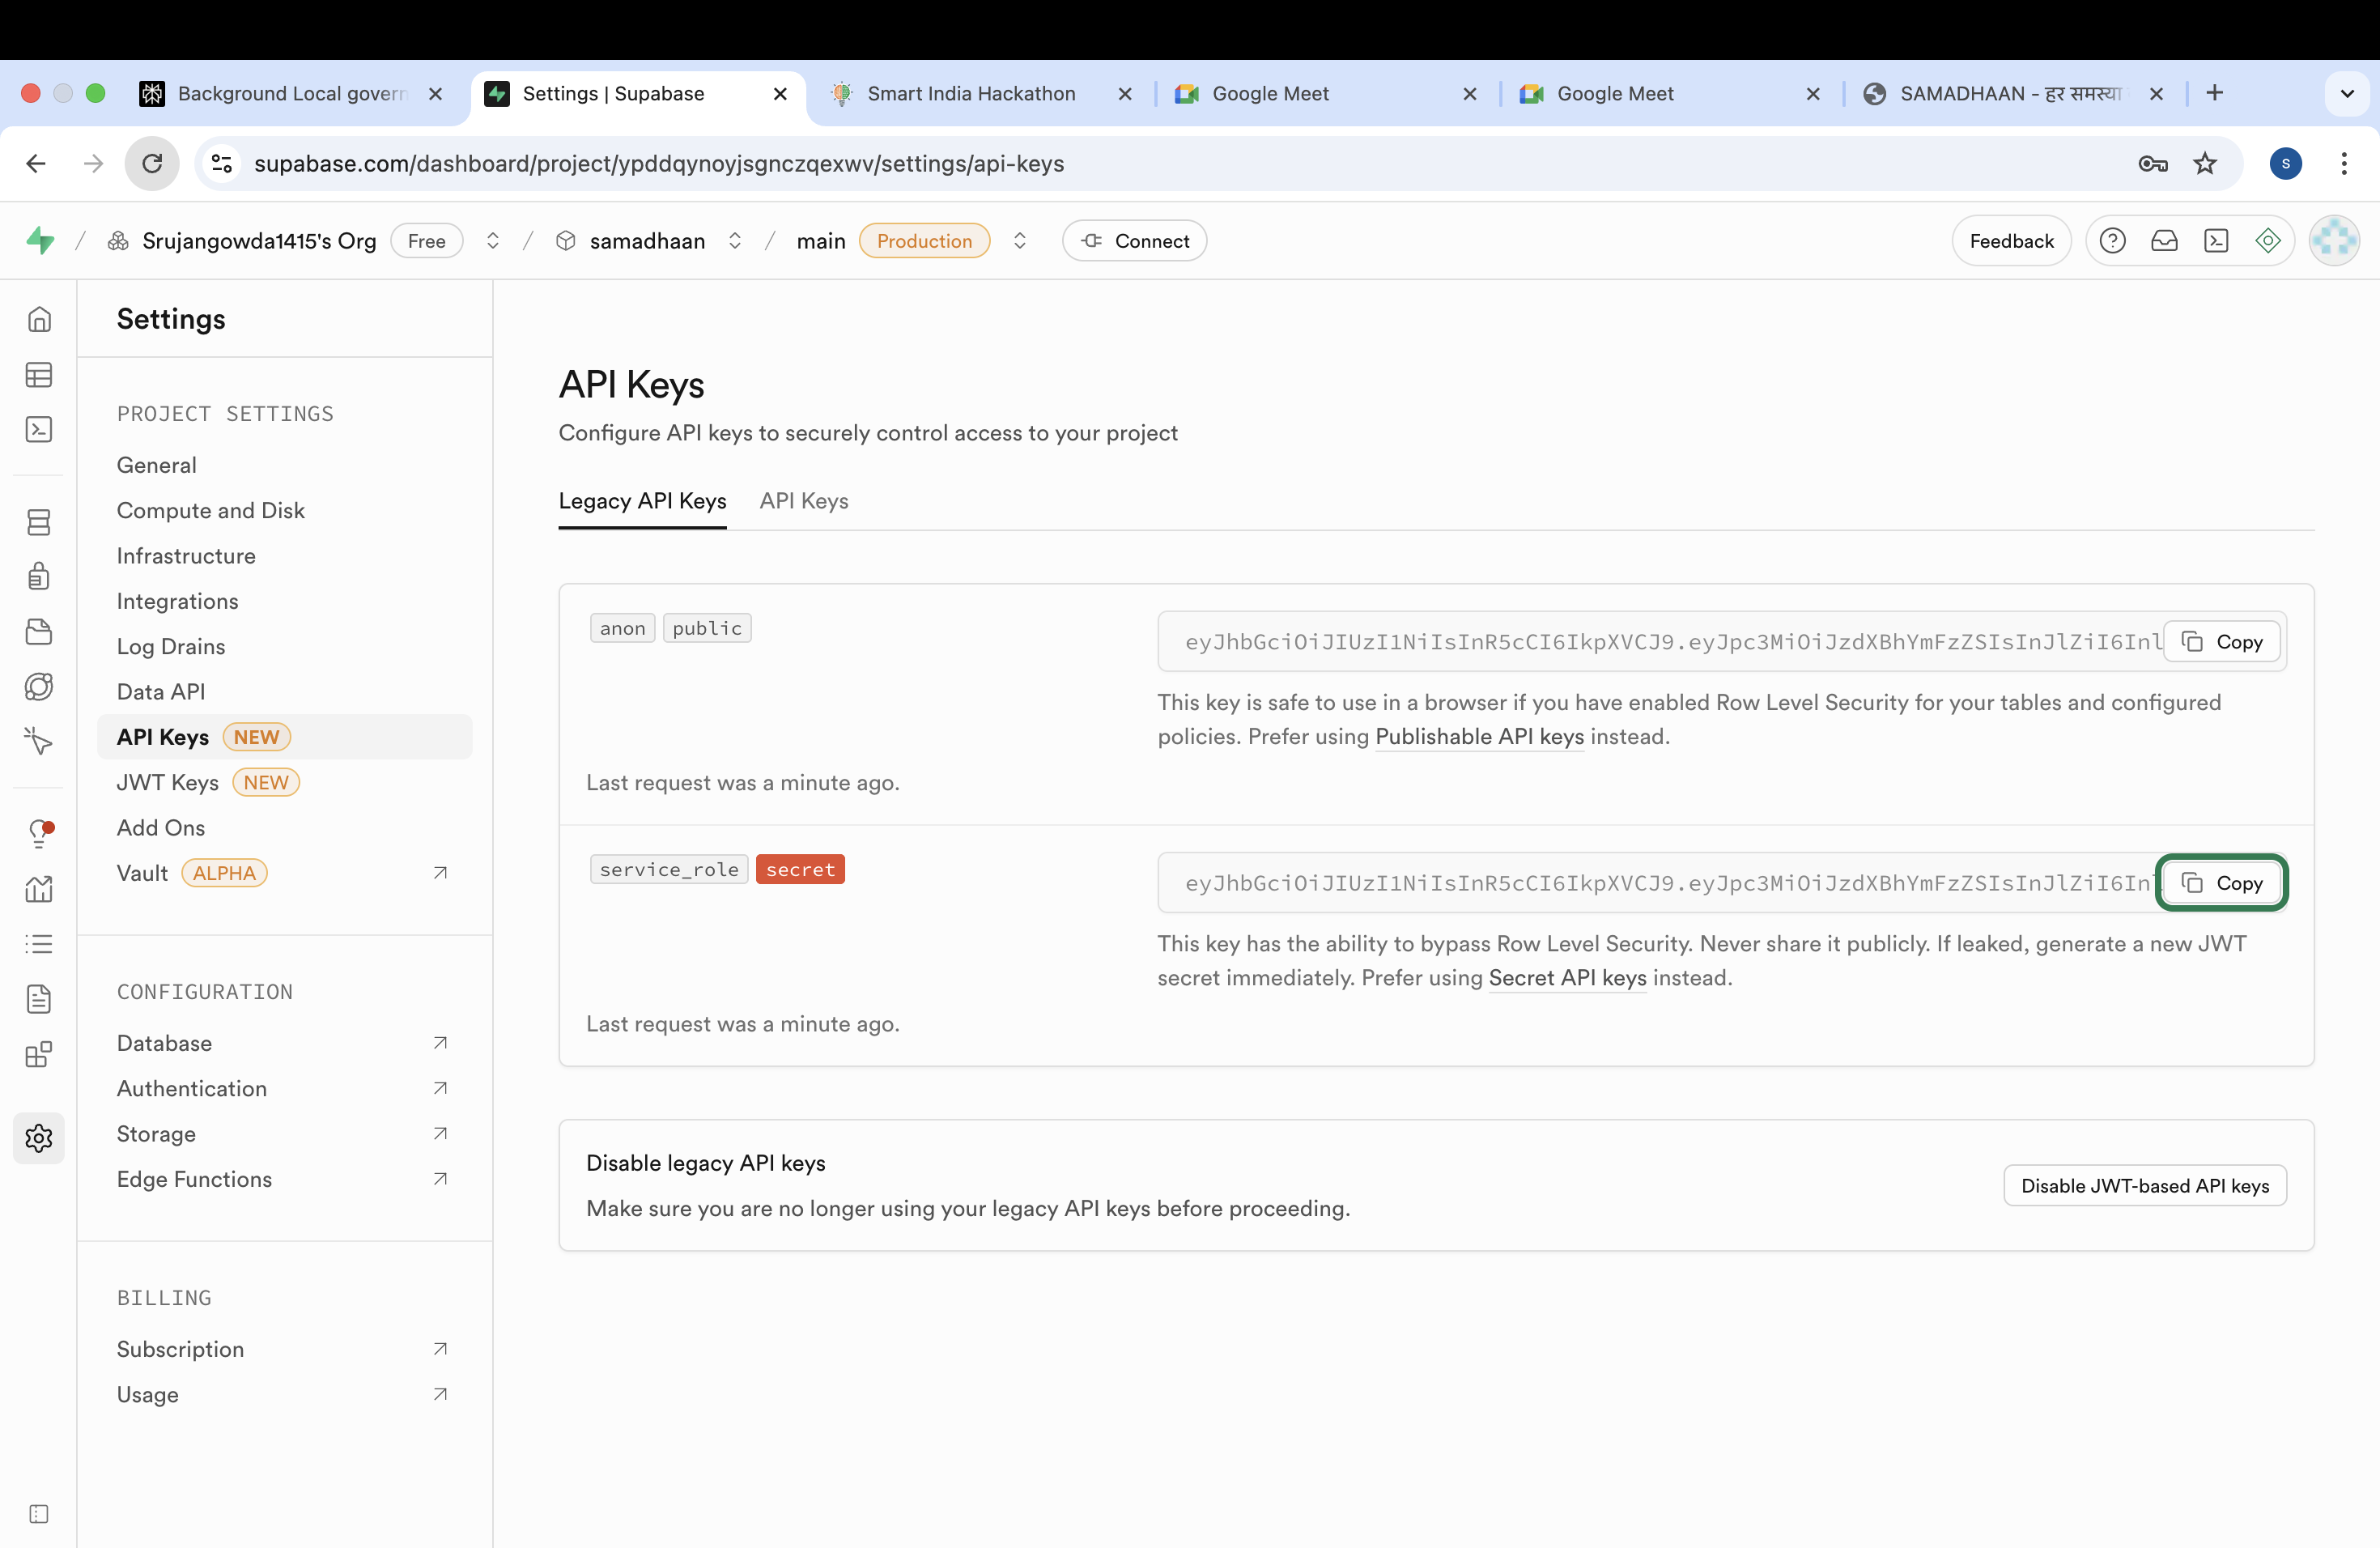 Background Local govern
Settings | Supabase
Smart India Hackathon
Google Meet
Google Meet
SAMADHAAN - हर समस्या
supabase.com/dashboard/project/ypddqynoyjsgnczqexwv/settings/api-keys
S
Srujangowda1415's Org Free / samadhaan / main Production Connect
Feedback
Settings
PROJECT SETTINGS
General
Compute and Disk
Infrastructure
Integrations
Log Drains
Data API
API Keys NEW
JWT Keys NEW
Add Ons
Vault ALPHA
CONFIGURATION
Database
Authentication
Storage
Edge Functions
BILLING
Subscription
Usage
API Keys
Configure API keys to securely control access to your project
Legacy API Keys API Keys
anon public
eyJhbGciOiJIUzI1NiIsInR5cCI6IkpXVCJ9.eyJpc3MiOiJzdXBhYmFzZSIsInJlZiI6Inl
Copy
This key is safe to use in a browser if you have enabled Row Level Security for your tables and configured
policies. Prefer using Publishable API keys instead.
Last request was a minute ago.
service_role secret
eyJhbGciOiJIUzI1NiIsInR5cCI6IkpXVCJ9.eyJpc3MiOiJzdXBhYmFzZSIsInJlZiI6Inl
Copy
This key has the ability to bypass Row Level Security. Never share it publicly. If leaked, generate a new JWT
secret immediately. Prefer using Secret API keys instead.
Last request was a minute ago.
Disable legacy API keys
Make sure you are no longer using your legacy API keys before proceeding.
Disable JWT-based API keys